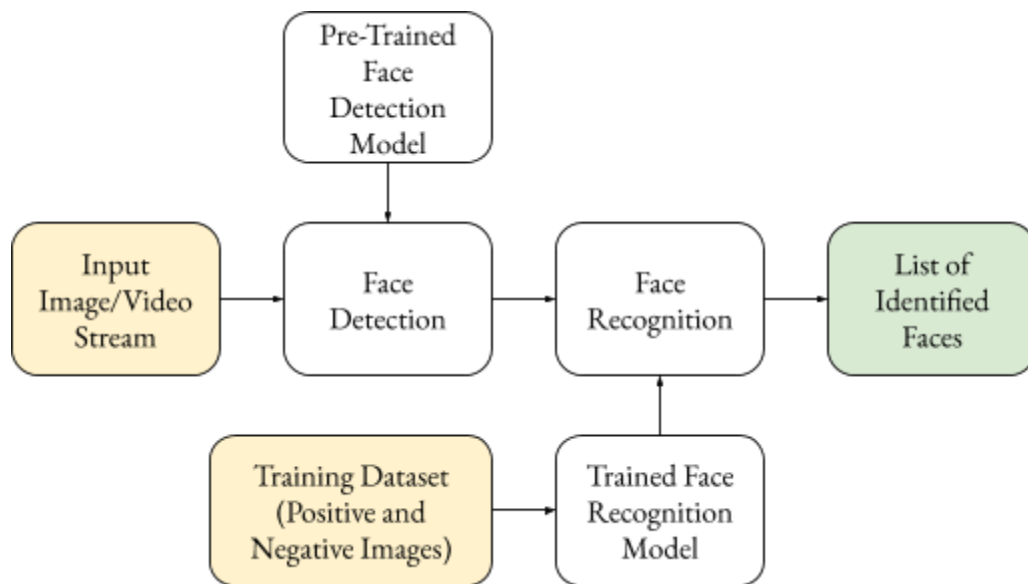 Pre-Trained
Face
Detection
Model
Input
Image/Video
Stream
Face
Detection
Face
Recognition
List of
Identified
Faces
Training Dataset
(Positive and
Negative Images)
Trained Face
Recognition
Model